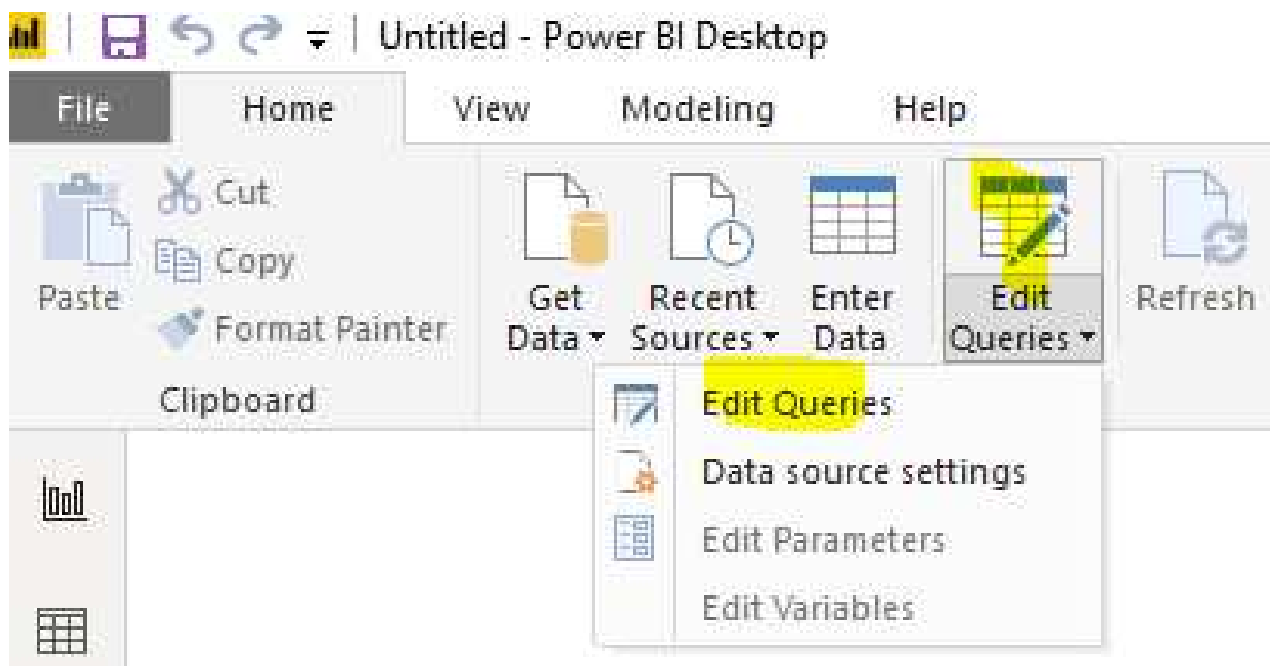 Untitled - Power BI Desktop
File Home View Modeling Help
Cut
Copy
Paste
Format Painter
Clipboard
Get Data
Recent Sources
Enter Data
Edit Queries
Refresh
Edit Queries
Data source settings
Edit Parameters
Edit Variables